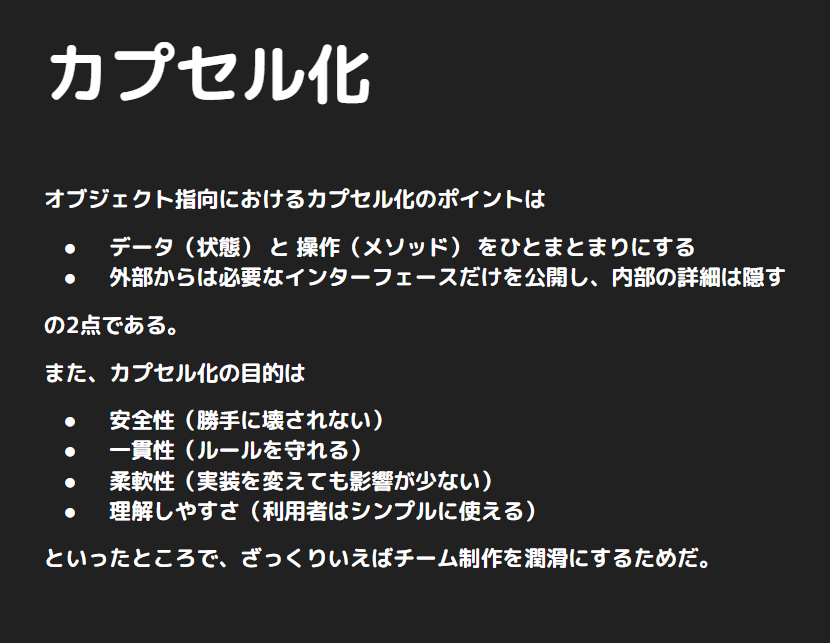 カプセル化
オブジェクト指向におけるカプセル化のポイントは
● データ（状態） と 操作（メソッド） をひとまとまりにする
● 外部からは必要なインターフェースだけを公開し、内部の詳細は隠す
の2点である。
また、カプセル化の目的は
● 安全性（勝手に壊されない）
● 一貫性（ルールを守れる）
● 柔軟性（実装を変えても影響が少ない）
● 理解しやすさ（利用者はシンプルに使える）
といったところで、ざっくりいえばチーム制作を潤滑にするためだ。